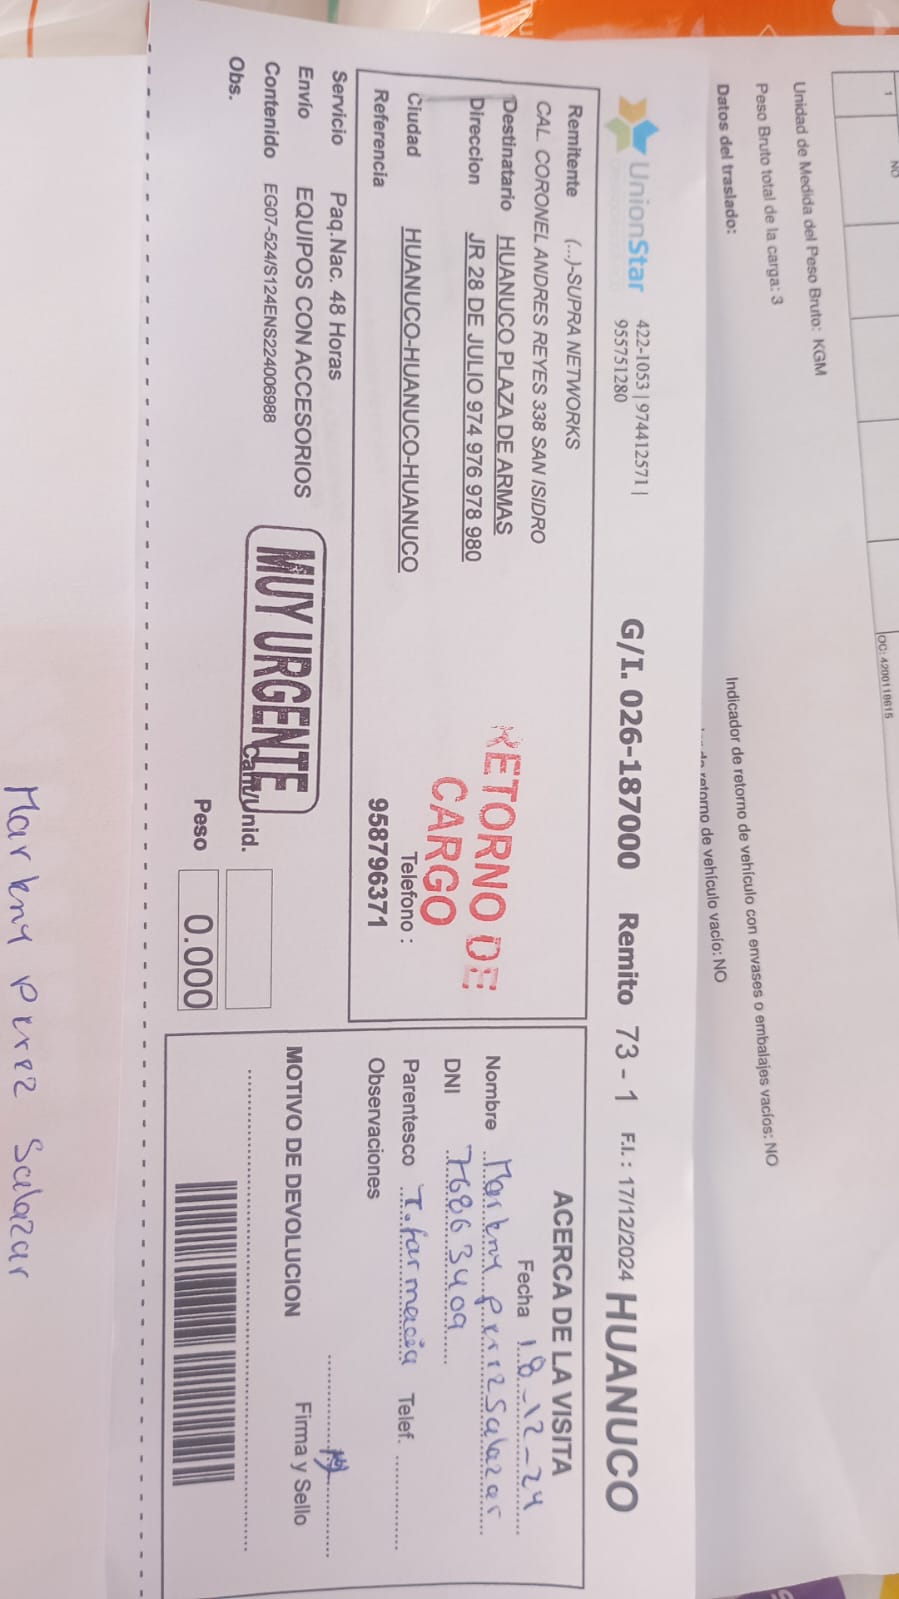 NO
1
OC: 4200118615
Unidad de Medida del Peso Bruto: KGM
Peso Bruto total de la carga: 3
Datos del traslado:
Indicador de retorno de vehículo con envases o embalajes vacíos: NO
de retorno de vehículo vacío: NO
UnionStar
422-1053 | 974412571 |
955751280
G/I. 026-187000 Remito 73 - 1 F.I. : 17/12/2024 HUANUCO
Remitente (...)-SUPRA NETWORKS
CAL CORONEL ANDRES REYES 338 SAN ISIDRO
Destinatario HUANUCO PLAZA DE ARMAS
Direccion JR 28 DE JULIO 974 976 978 980
Ciudad HUANUCO-HUANUCO-HUANUCO
Telefono :
Referencia
958796371
RETORNO DE
CARGO
Servicio Paq.Nac. 48 Horas
Envío EQUIPOS CON ACCESORIOS
Contenido EG07-524/S124ENS224006988
Obs.
MUY URGENTE
Cant/Unid.
Peso 0.000
ACERCA DE LA VISITA
Fecha 18-12-24
Nombre Markny perez Salazar
DNI 76863409
Parentesco T. farmacia Telef.
Observaciones
MOTIVO DE DEVOLUCION
Firma y Sello
Markny perez Salazar